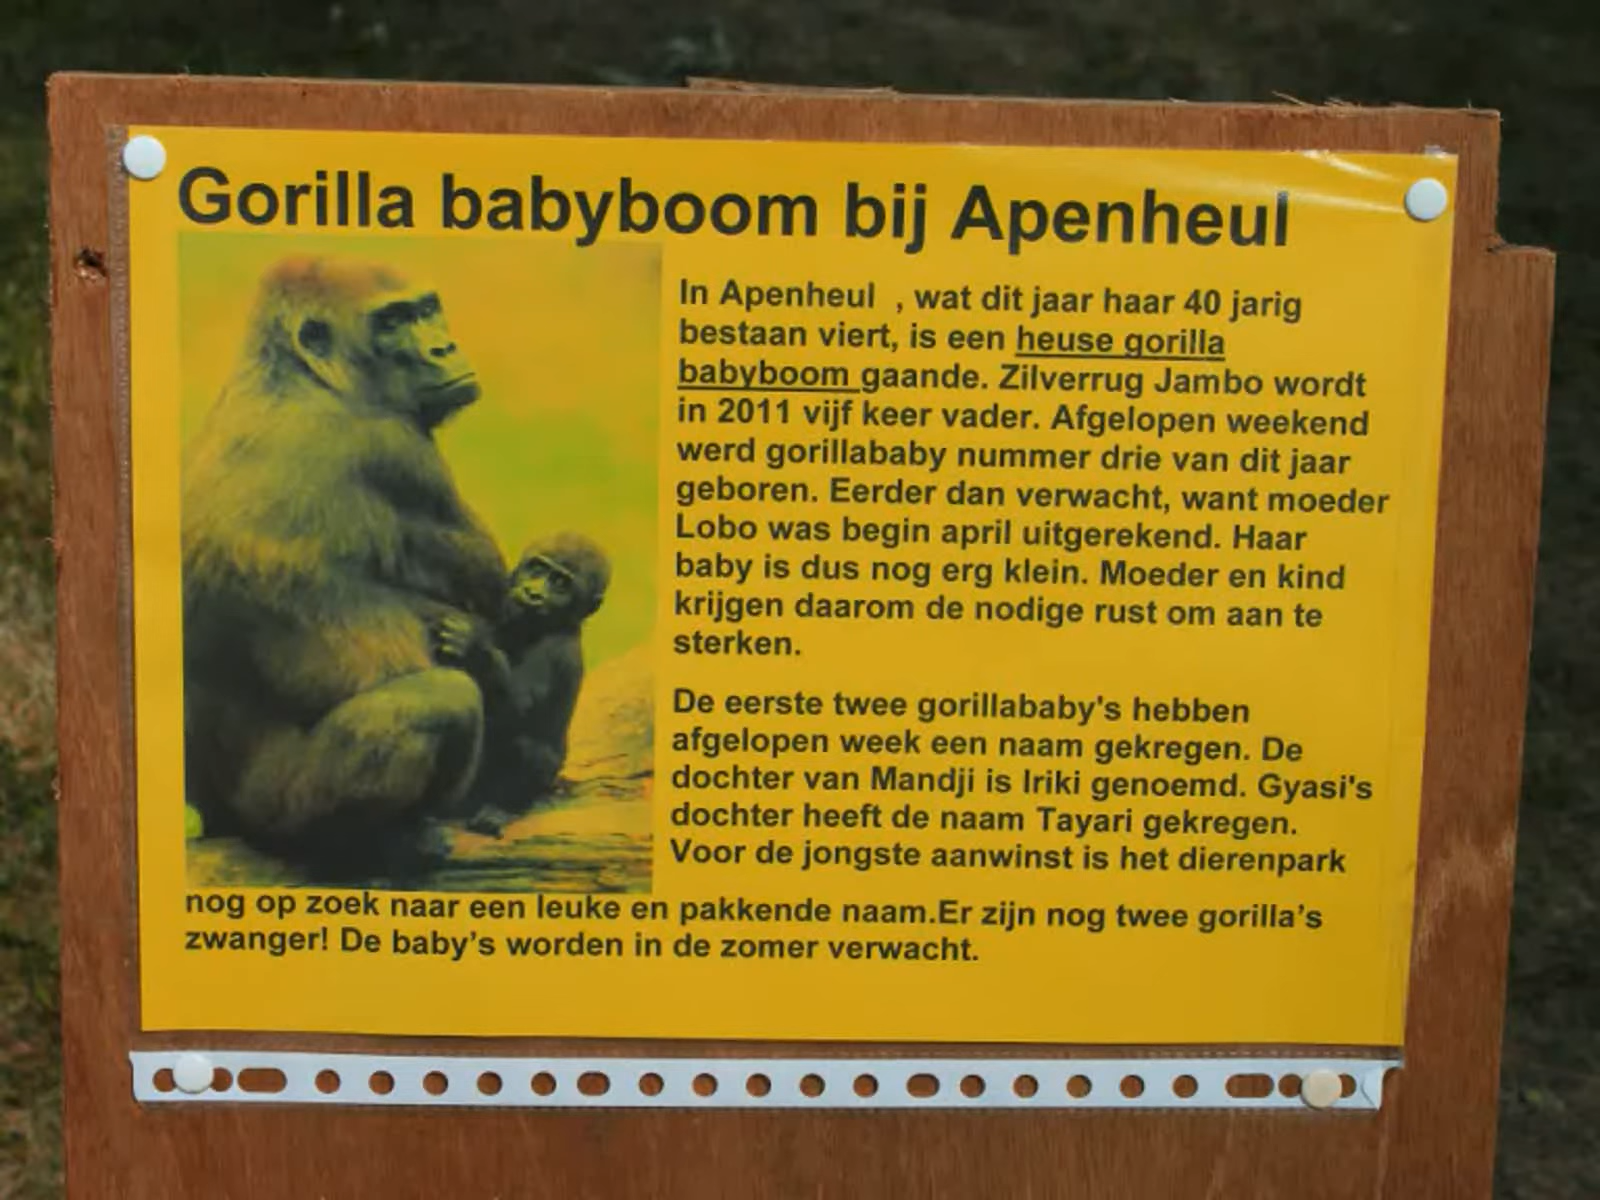 Gorilla babyboom bij Apenheul
In Apenheul , wat dit jaar haar 40 jarig
bestaan viert, is een heuse gorilla
babyboom gaande. Zilverrug Jambo wordt
in 2011 vijf keer vader. Afgelopen weekend
werd gorillababy nummer drie van dit jaar
geboren. Eerder dan verwacht, want moeder
Lobo was begin april uitgerekend. Haar
baby is dus nog erg klein. Moeder en kind
krijgen daarom de nodige rust om aan te
sterken.
De eerste twee gorillababy's hebben
afgelopen week een naam gekregen. De
dochter van Mandji is Iriki genoemd. Gyasi's
dochter heeft de naam Tayari gekregen.
Voor de jongste aanwinst is het dierenpark
nog op zoek naar een leuke en pakkende naam.Er zijn nog twee gorilla’s
zwanger! De baby’s worden in de zomer verwacht.